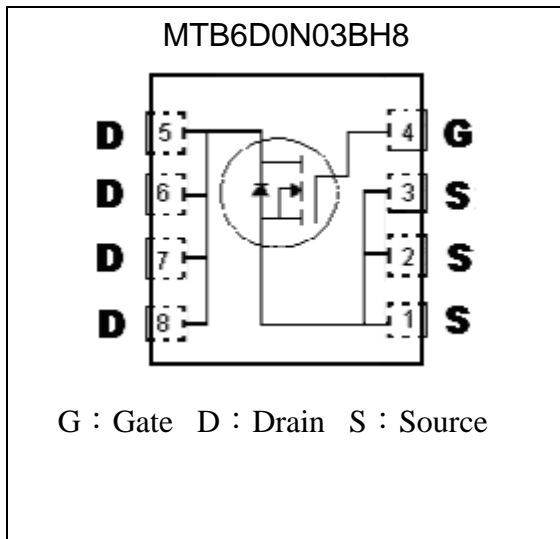 MTB6D0N03BH8
D 5 4 G
D 6 3 S
D 7 2 S
D 8 1 S
G：Gate D：Drain S：Source